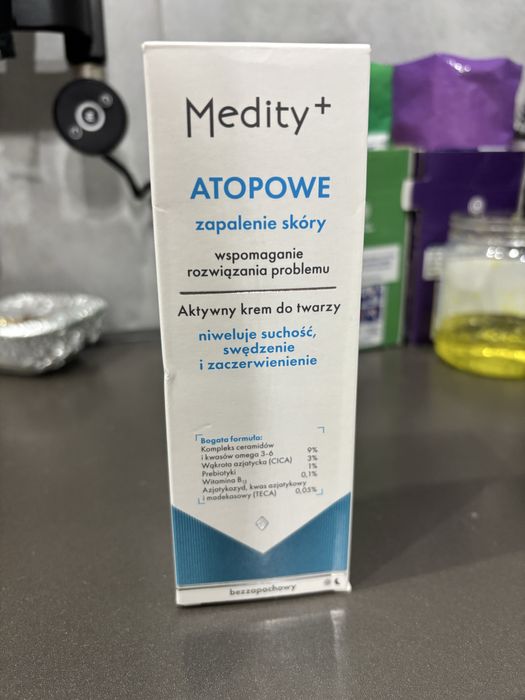 Medity+
ATOPOWE
zapalenie skóry
wspomaganie
rozwiązania problemu
Aktywny krem do twarzy
niweluje suchość,
swędzenie
i zaczerwienienie
Bogata formuła:
Kompleks ceramidów
i kwasów omega 3-6 9%
Wąkrota azjatycka (CICA) 3%
Prebiotyki 1%
Witamina B12 0,1%
Azjatykozyd, kwas azjatykowy
i madekasowy (TECA) 0,05%
bezzapachowy